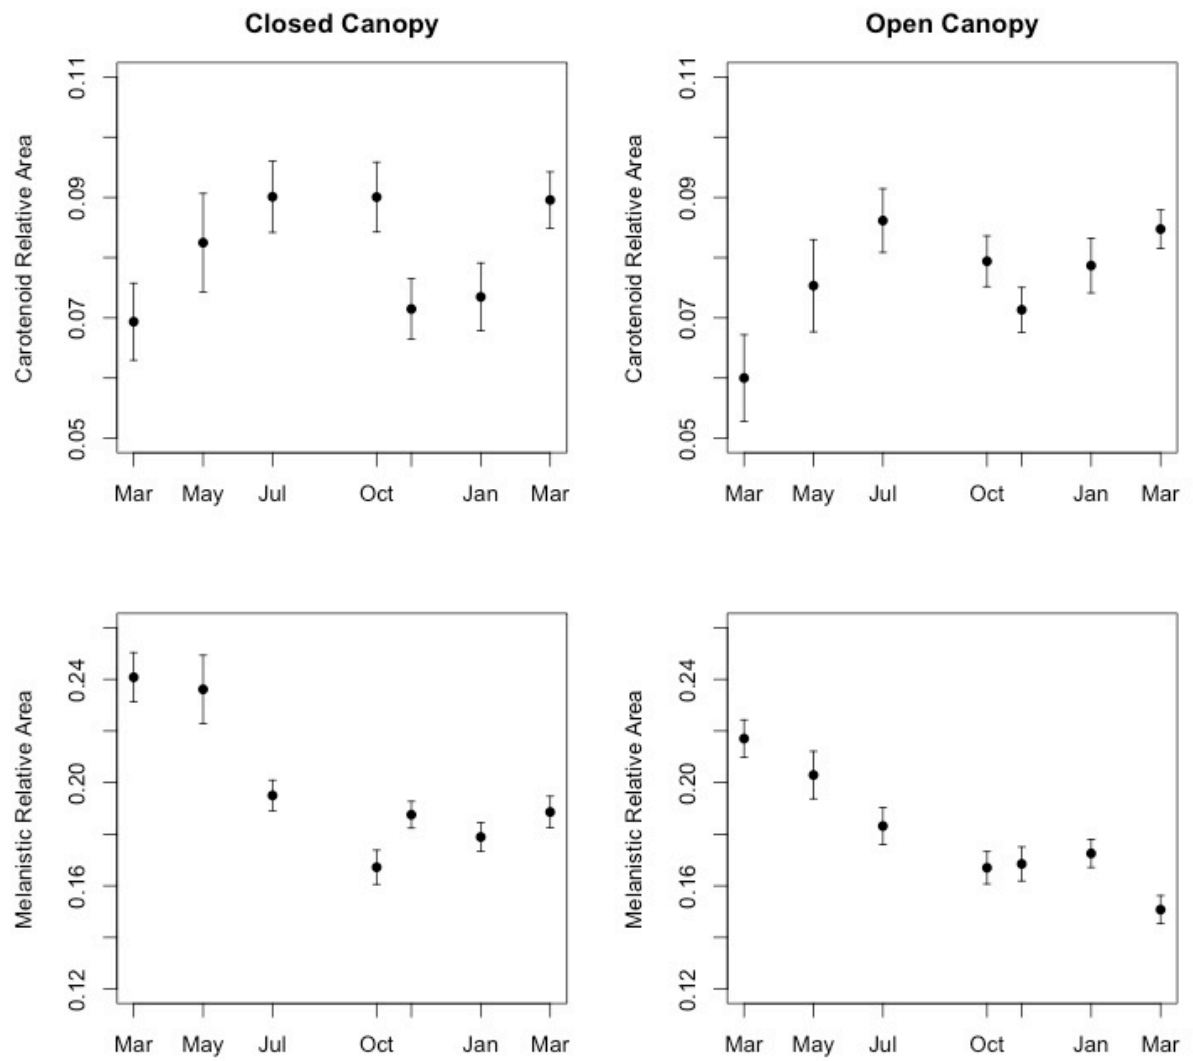 Closed Canopy
Open Canopy
Carotenoid Relative Area
0.11
0.09
0.07
0.05
Mar May Jul Oct Jan Mar
Carotenoid Relative Area
0.11
0.09
0.07
0.05
Mar May Jul Oct Jan Mar
Melanistic Relative Area
0.24
0.20
0.16
0.12
Mar May Jul Oct Jan Mar
Melanistic Relative Area
0.24
0.20
0.16
0.12
Mar May Jul Oct Jan Mar